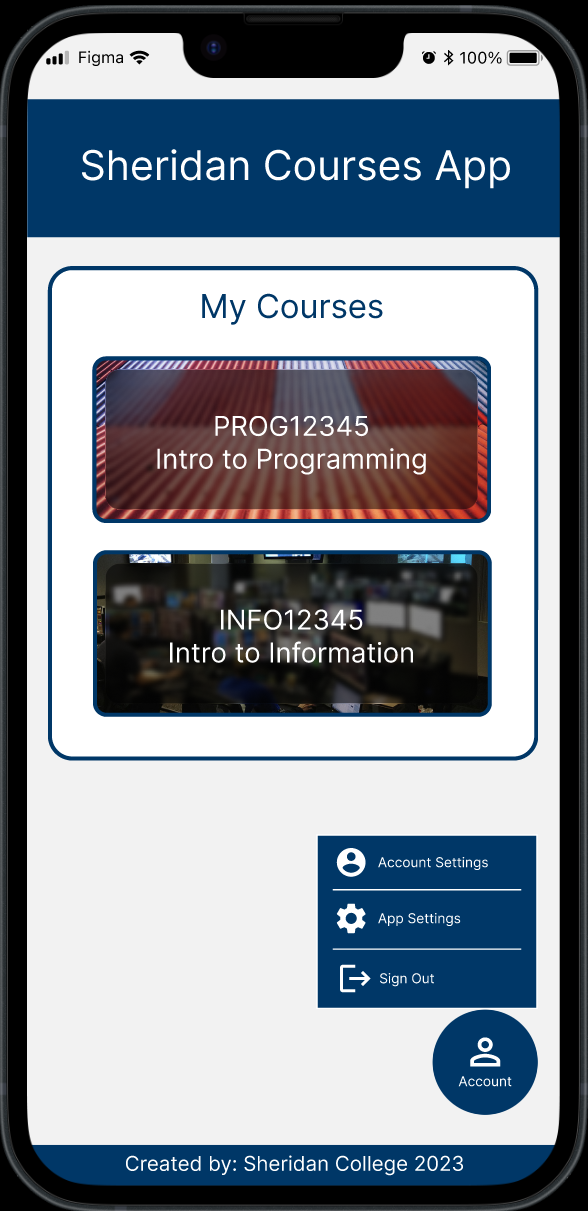 Figma 100%
Sheridan Courses App
My Courses
PROG12345
Intro to Programming
INFO12345
Intro to Information
Account Settings
App Settings
Sign Out
Account
Created by: Sheridan College 2023